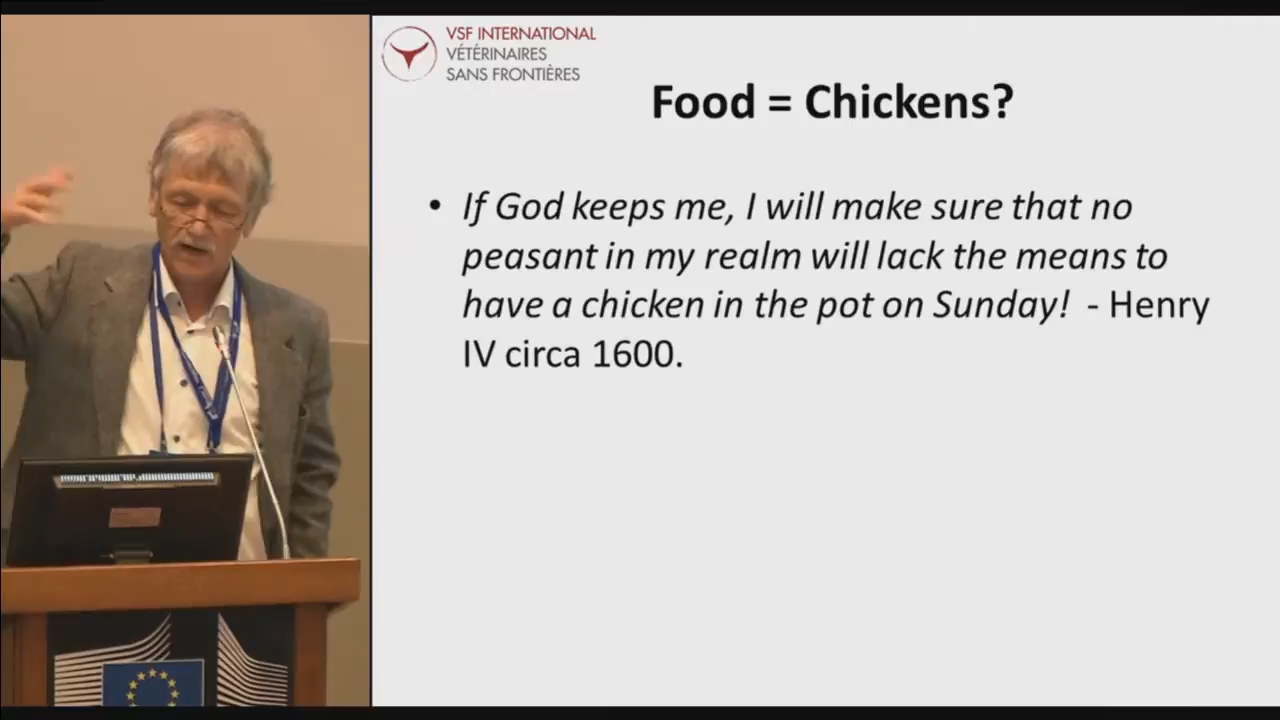 VSF INTERNATIONAL
VÉTÉRINAIRES
SANS FRONTIÈRES
Food = Chickens?
• If God keeps me, I will make sure that no
peasant in my realm will lack the means to
have a chicken in the pot on Sunday! - Henry
IV circa 1600.